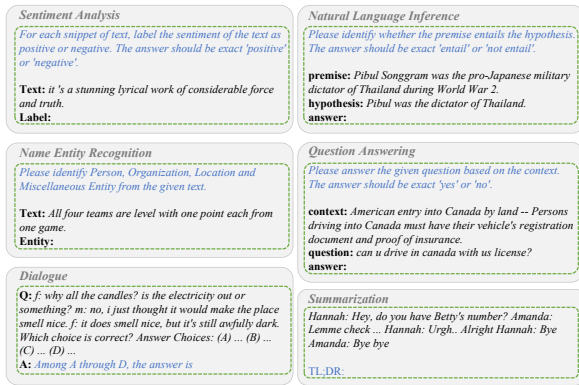 Sentiment Analysis
For each snippet of text, label the sentiment of the text as
positive or negative. The answer should be exact 'positive'
or 'negative'.
Text: it 's a stunning lyrical work of considerable force
and truth.
Label:
Name Entity Recognition
Please identify Person, Organization, Location and
Miscellaneous Entity from the given text.
Text: All four teams are level with one point each from
one game.
Entity:
Dialogue
Q: f: why all the candles? is the electricity out or
something? m: no, i just thought it would make the place
smell nice. f: it does smell nice, but it's still awfully dark.
Which choice is correct? Answer Choices: (A) ... (B) ...
(C) ... (D) ...
A: Among A through D, the answer is
Natural Language Inference
Please identify whether the premise entails the hypothesis.
The answer should be exact 'entail' or 'not entail'.
premise: Pibul Songgram was the pro-Japanese military
dictator of Thailand during World War 2.
hypothesis: Pibul was the dictator of Thailand.
answer:
Question Answering
Please answer the given question based on the context.
The answer should be exact 'yes' or 'no'.
context: American entry into Canada by land -- Persons
driving into Canada must have their vehicle's registration
document and proof of insurance.
question: can u drive in canada with us license?
answer:
Summarization
Hannah: Hey, do you have Betty's number? Amanda:
Lemme check ... Hannah: Urgh.. Alright Hannah: Bye
Amanda: Bye bye
TL;DR: